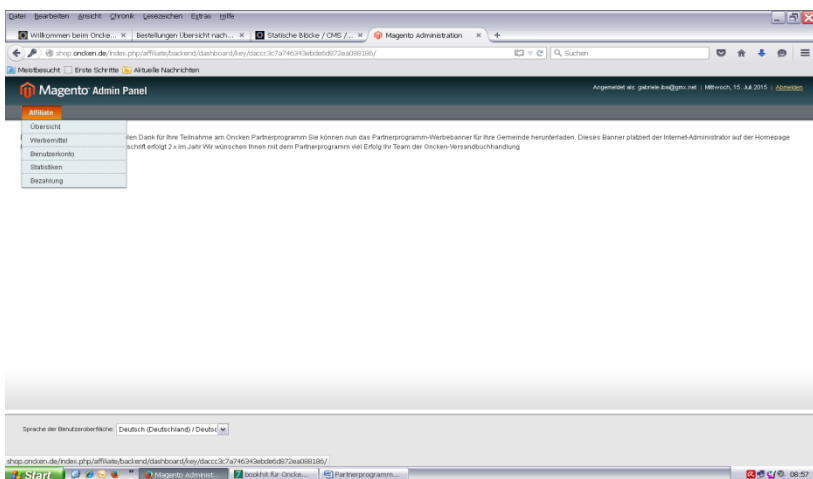 Datei Bearbeiten Ansicht Chronik Lesezeichen Extras Hilfe
Willkommen beim Oncke... × Bestellungen Übersicht nach... × Statische Blöcke / CMS /... × Magento Administration × +
shop.oncken.de/index.php/affiliate/backend/dashboard/key/daccc3c7a746343ebde6d872ea088186/ Suchen
Meistbesucht Erste Schritte Aktuelle Nachrichten
Magento Admin Panel Angemeldet als: | Mittwoch, 15. Juli 2015 | Abmelden
Affiliate
Übersicht
len Dank für Ihre Teilnahme am Oncken Partnerprogramm Sie können nun das Partnerprogramm-Werbebanner für Ihre Gemeinde herunterladen. Dieses Banner platziert der Internet-Administrator auf der Homepage
Werbemittel
schrift erfolgt 2 x im Jahr Wir wünschen Ihnen mit dem Partnerprogramm viel Erfolg Ihr Team der Oncken-Versandbuchhandlung
Benutzerkonto
Statistiken
Bezahlung
Sprache der Benutzeroberfläche: Deutsch (Deutschland) / Deutsc
shop.oncken.de/index.php/affiliate/backend/dashboard/key/daccc3c7a746343ebde6d872ea088186/
Start Magento Administ... bookhit für Oncke... Partnerprogramm... 08:57